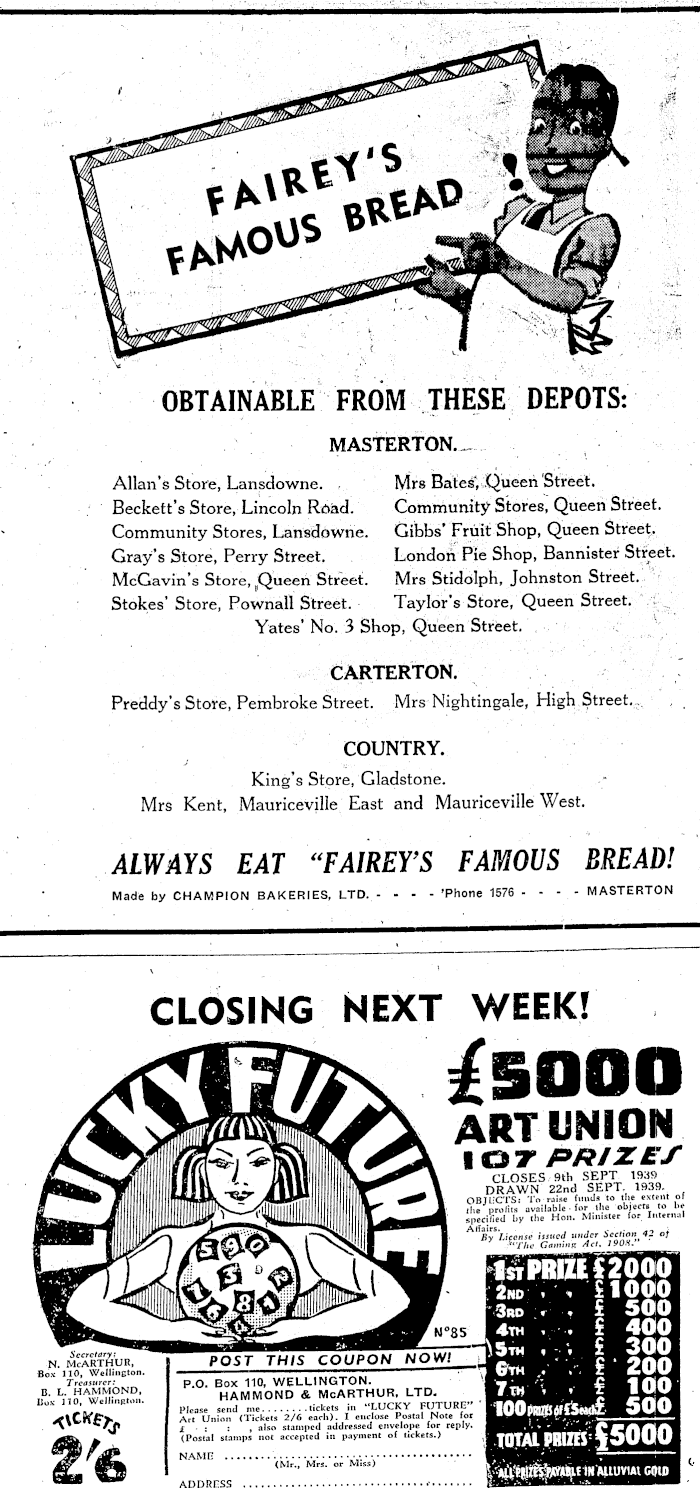 FAIREY'S
FAMOUS BREAD
OBTAINABLE FROM THESE DEPOTS:
MASTERTON.
Allan's Store, Lansdowne.
Beckett's Store, Lincoln Road.
Community Stores, Lansdowne.
Gray's Store, Perry Street.
McGavin's Store, Queen Street.
Stokes' Store, Pownall Street.
Mrs Bates, Queen Street.
Community Stores, Queen Street.
Gibbs' Fruit Shop, Queen Street.
London Pie Shop, Bannister Street.
Mrs Stidolph, Johnston Street.
Taylor's Store, Queen Street.
Yates' No. 3 Shop, Queen Street.
CARTERTON.
Preddy's Store, Pembroke Street. Mrs Nightingale, High Street.
COUNTRY.
King's Store, Gladstone.
Mrs Kent, Mauriceville East and Mauriceville West.
ALWAYS EAT "FAIREY'S FAMOUS BREAD!
Made by CHAMPION BAKERIES, LTD. - - - - 'Phone 1576 - - - - MASTERTON
CLOSING NEXT WEEK!
LUCKY FUTURE
5 9 0
7 5 2
7 6 8 1
4
Nº85
£5000
ART UNION
107 PRIZES
CLOSES 9th SEPT 1939
DRAWN 22nd SEPT. 1939.
OBJECTS: To raise funds to the extent of
the profits available for the objects to be
specified by the Hon. Minister for Internal
Affairs.
By License issued under Section 42 of
"The Gaming Act, 1908."
1ST PRIZE £2000
2ND " " £1000
3RD " " £500
4TH " " £400
5TH " " £300
6TH " " £200
7TH " " £100
100 PRIZES of £5 each £500
TOTAL PRIZES £5000
ALL PRIZES PAYABLE IN ALLUVIAL GOLD
Secretary:
N. McARTHUR,
Box 110, Wellington.
Treasurer:
B. L. HAMMOND,
Box 110, Wellington.
TICKETS
2/6
POST THIS COUPON NOW!
P.O. Box 110, WELLINGTON.
HAMMOND & McARTHUR, LTD.
Please send me........tickets in "LUCKY FUTURE"
Art Union (Tickets 2/6 each). I enclose Postal Note for
£ : : , also stamped addressed envelope for reply.
(Postal stamps not accepted in payment of tickets.)
NAME
(Mr., Mrs. or Miss)
ADDRESS